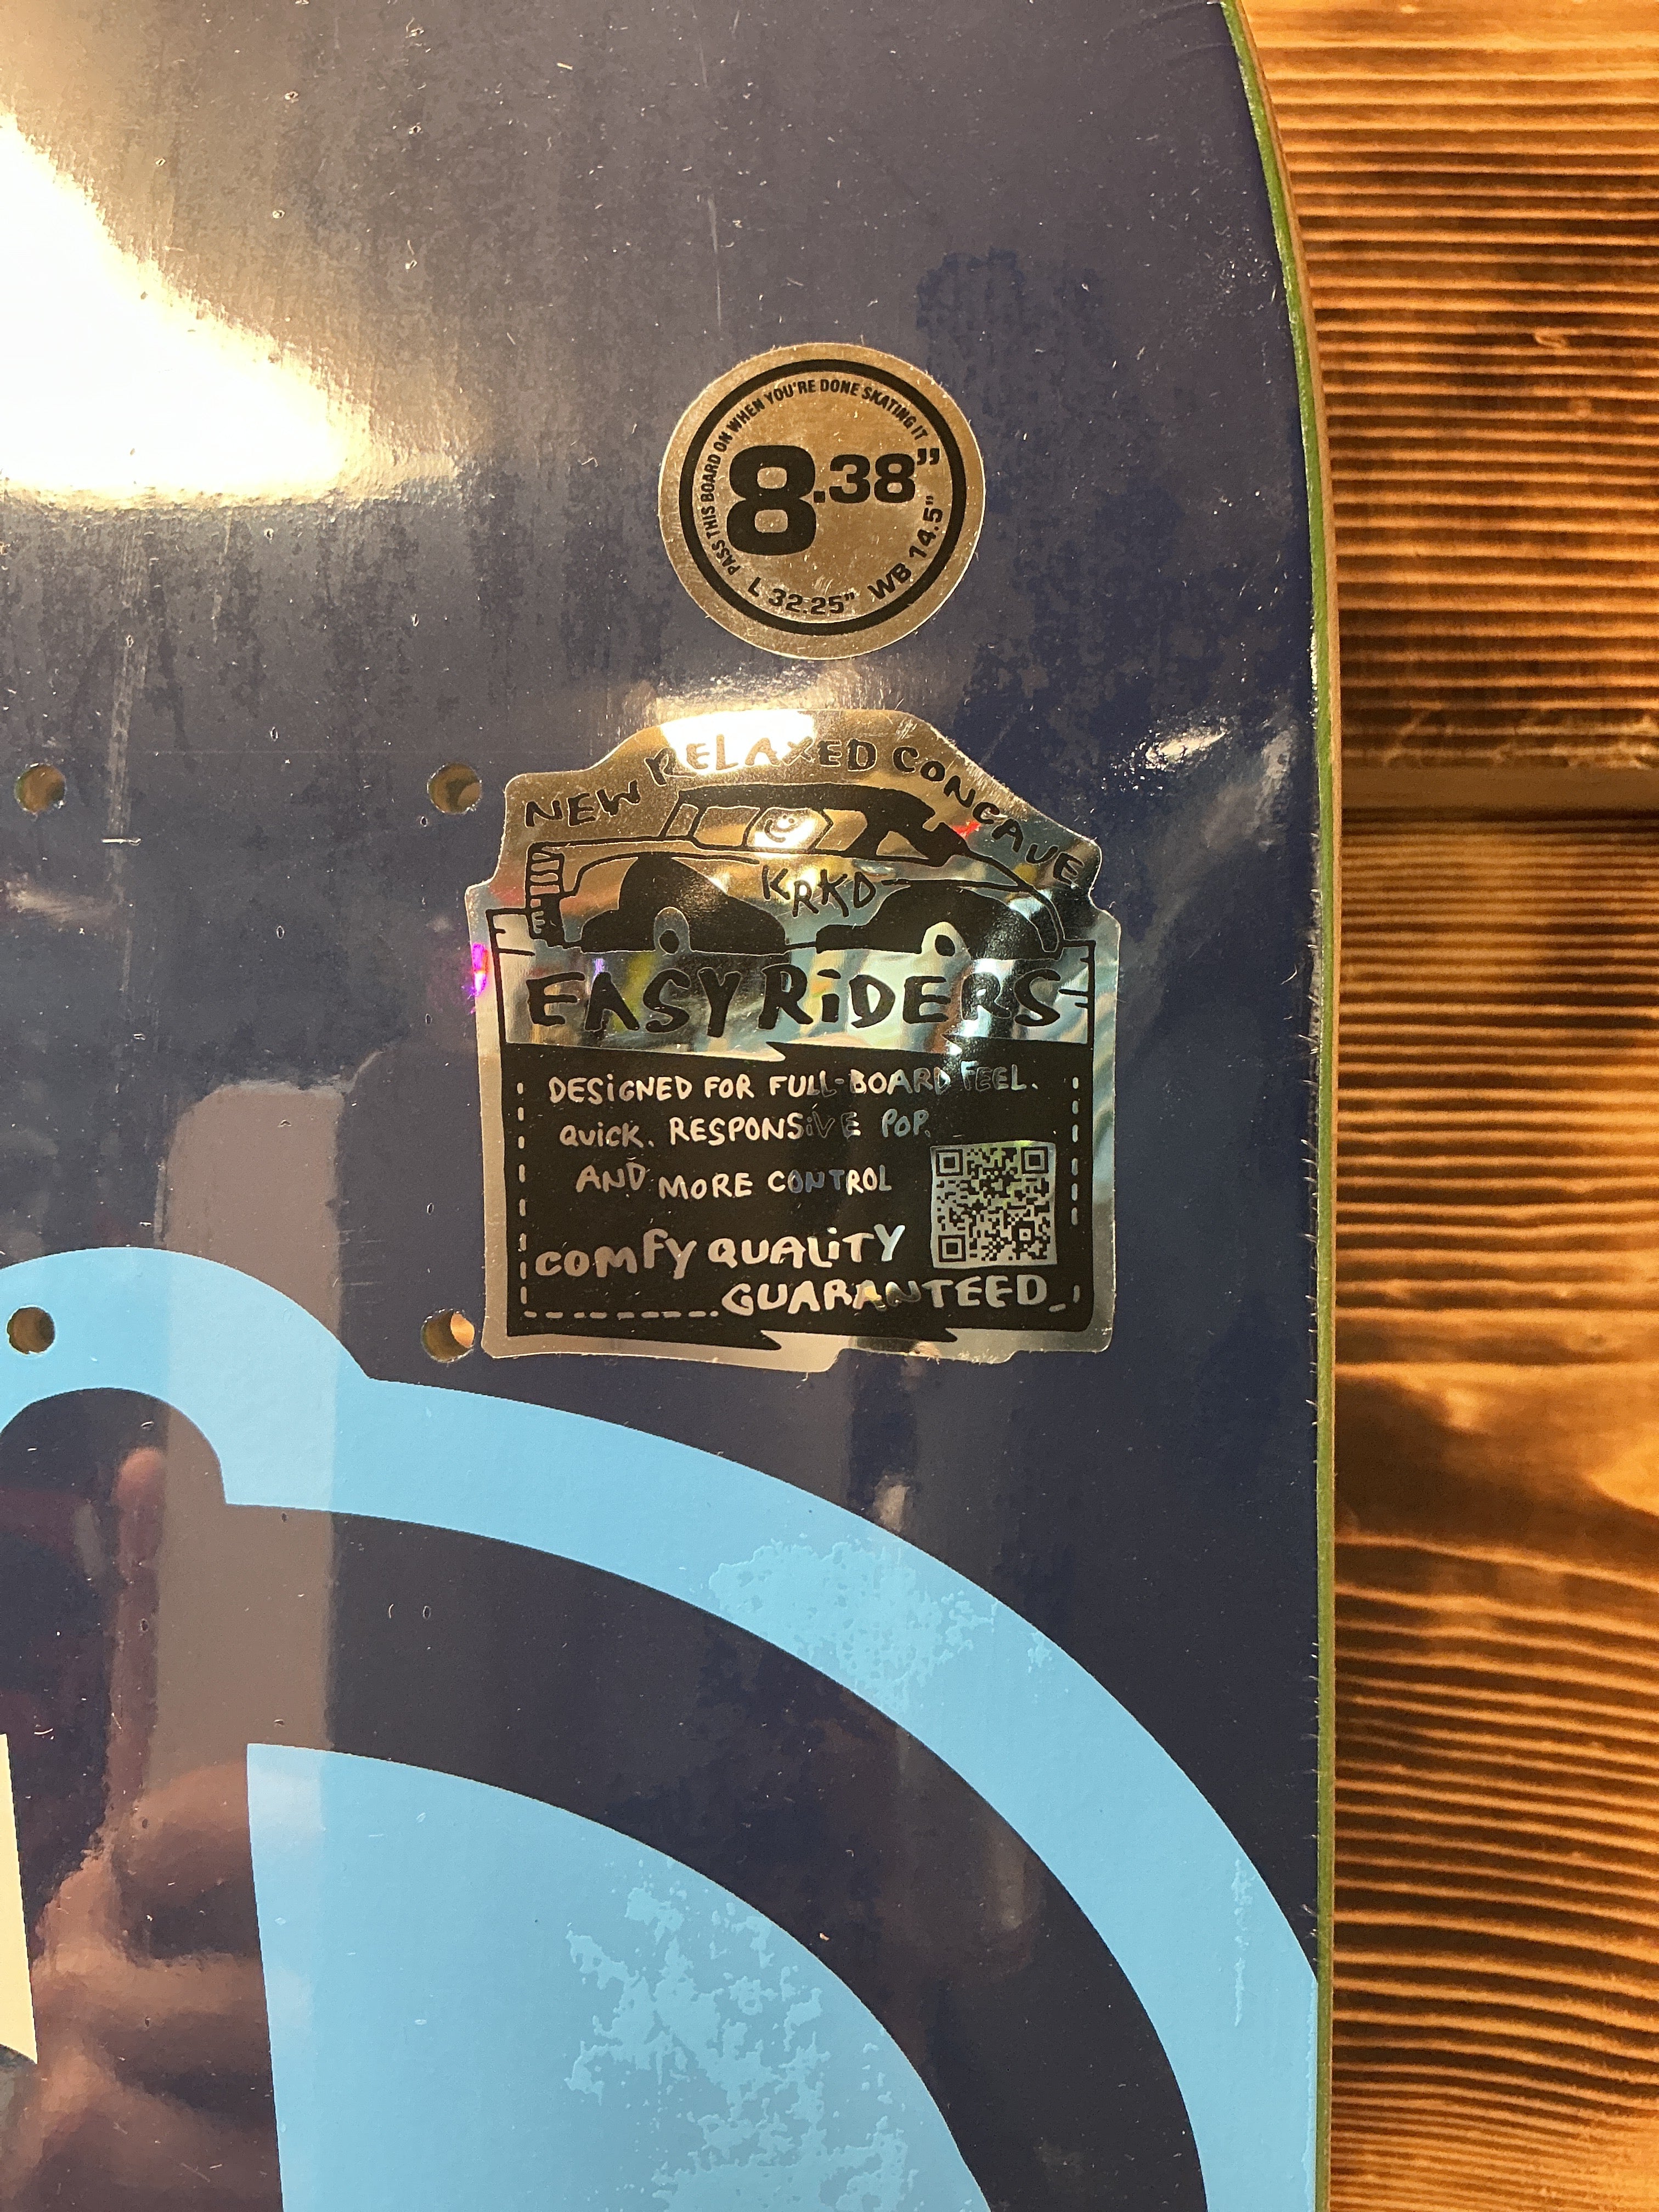 PASS THIS BOARD ON WHEN YOU'RE DONE SKATING IT
8.38"
L 32.25" WB 14.5"
NEW RELAXED CONCAVE
KRKD
EASY RiDERS
DESiGNED FOR FULL-BOARD FEEL.
QUiCK. RESPONSiVE POP.
AND MORE CONTROL
COMFY QUALiTY
GUARANTEED